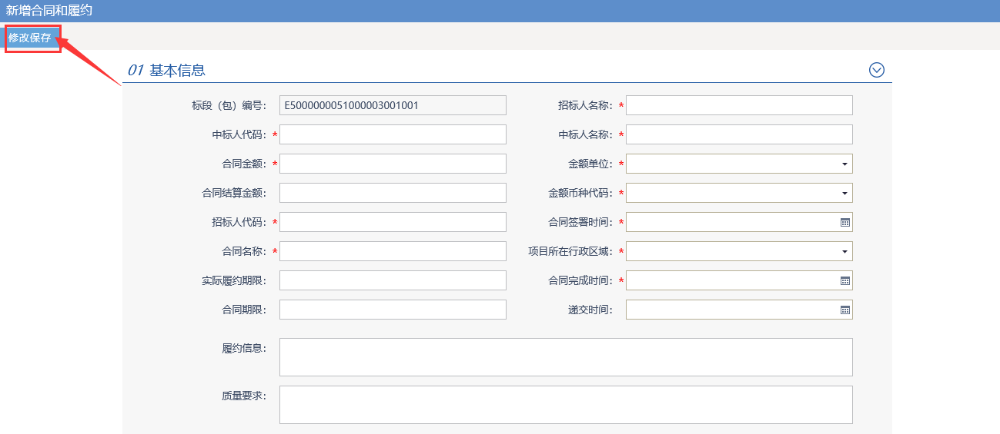 新增合同和履约
修改保存
01 基本信息
标段（包）编号： E5000000051000003001001 招标人名称：*
中标人代码：* 中标人名称：*
合同金额：* 金额单位：*
合同结算金额： 金额币种代码：*
招标人代码：* 合同签署时间：*
合同名称：* 项目所在行政区域：*
实际履约期限： 合同完成时间：*
合同期限： 递交时间：
履约信息：
质量要求：